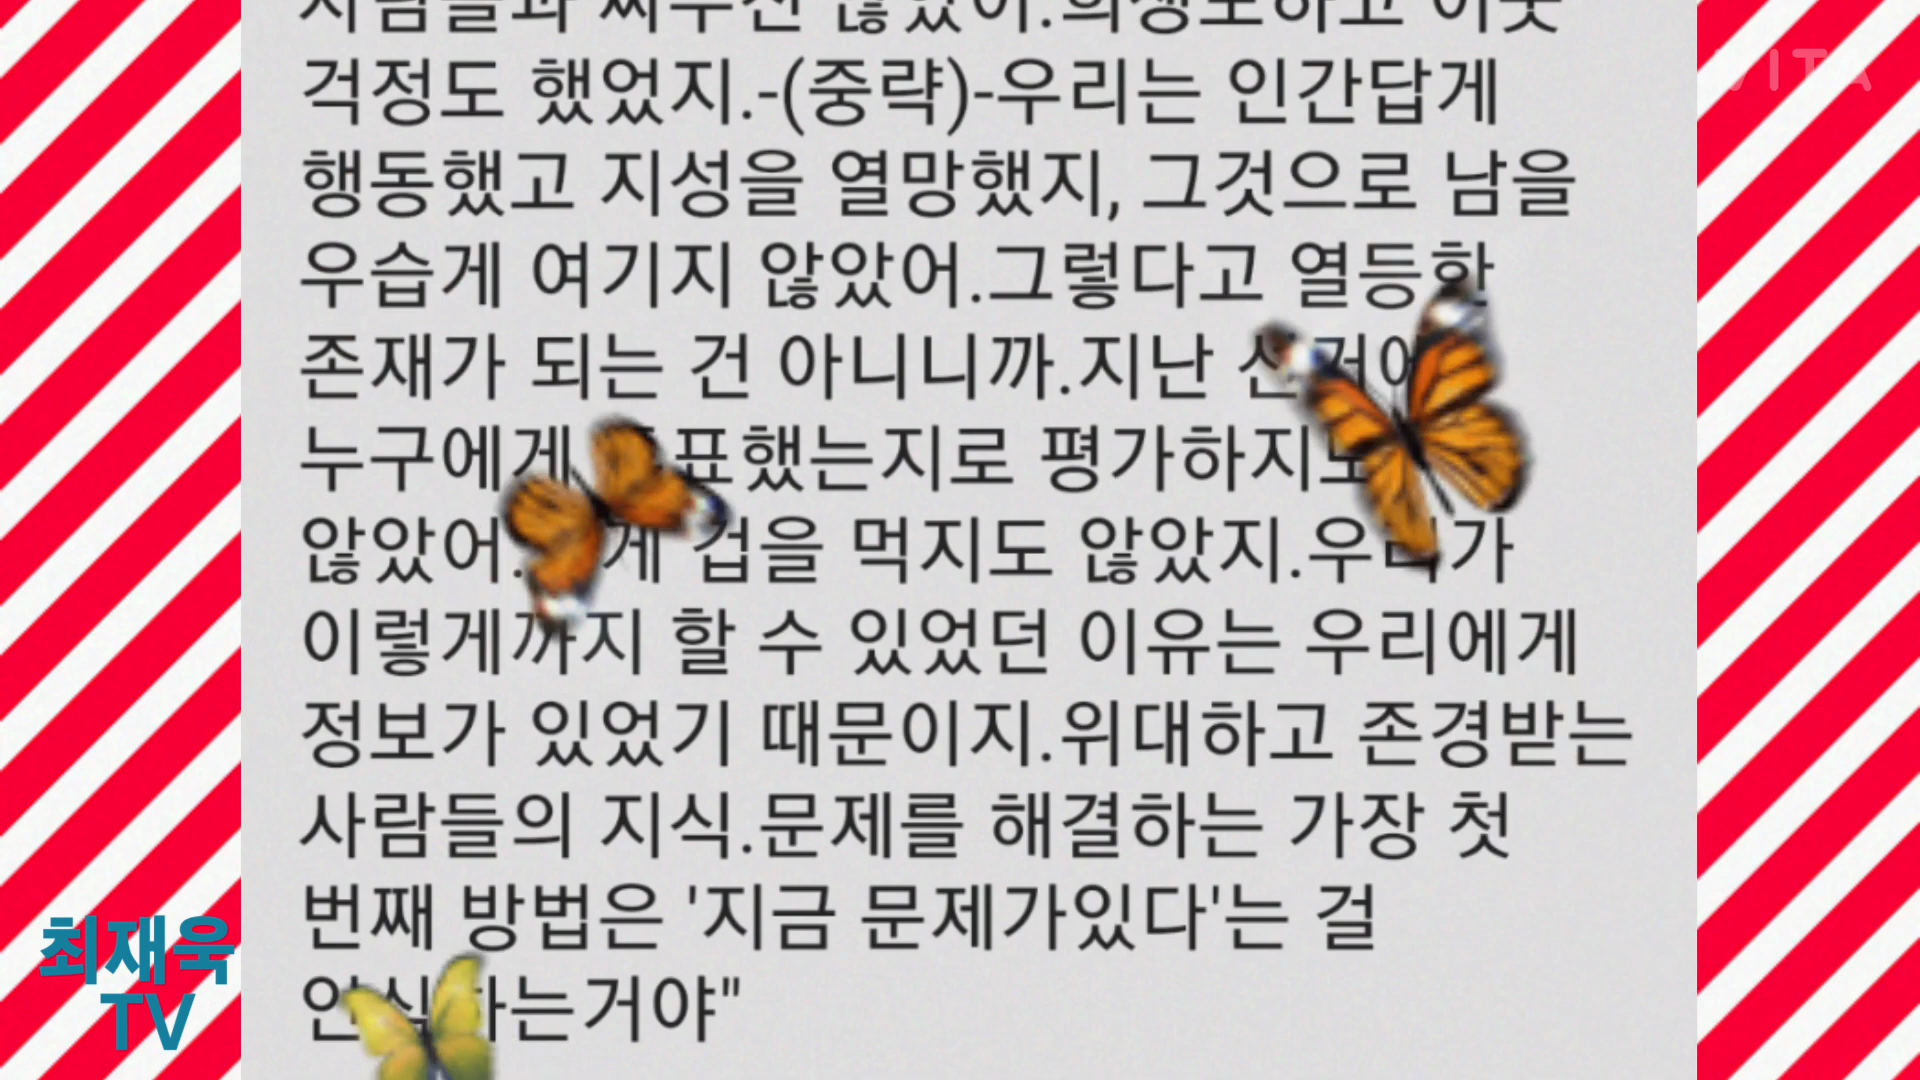 걱정도 했었지.-(중략)-우리는 인간답게
행동했고 지성을 열망했지, 그것으로 남을
우습게 여기지 않았어.그렇다고 열등한
존재가 되는 건 아니니까.지난
누구에게 했는지로 평가하지도
않았어. 겁을 먹지도 않았지.우리가
이렇게까지 할 수 있었던 이유는 우리에게
정보가 있었기 때문이지.위대하고 존경받는
사람들의 지식.문제를 해결하는 가장 첫
번째 방법은 '지금 문제가있다'는 걸
인식하는거야"
최재욱
TV
VITA